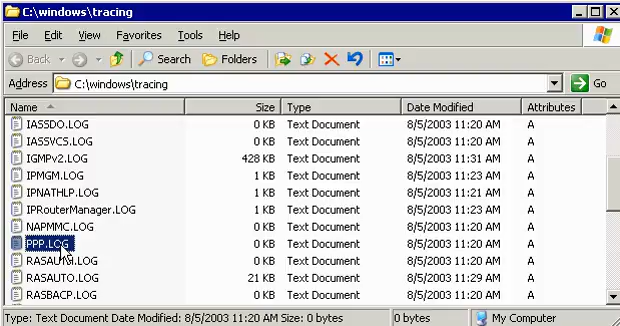 C:\windows\tracing
File Edit View Favorites Tools Help
Back Search Folders
Address C:\windows\tracing Go
Name Size Type Date Modified Attributes
IASSDO.LOG 0 KB Text Document 8/5/2003 11:20 AM A
IASSVCS.LOG 0 KB Text Document 8/5/2003 11:20 AM A
IGMPv2.LOG 428 KB Text Document 8/5/2003 11:31 AM A
IPMGM.LOG 1 KB Text Document 8/5/2003 11:23 AM A
IPNATHLP.LOG 1 KB Text Document 8/5/2003 11:21 AM A
IPRouterManager.LOG 1 KB Text Document 8/5/2003 11:23 AM A
NAPMMC.LOG 0 KB Text Document 8/5/2003 11:20 AM A
PPP.LOG 0 KB Text Document 8/5/2003 11:20 AM A
0 KB Text Document 8/5/2003 11:20 AM A
RASAUTO.LOG 21 KB Text Document 8/5/2003 11:29 AM A
RASBACP.LOG 0 KB Text Document 8/5/2003 11:20 AM A
Type: Text Document Date Modified: 8/5/2003 11:20 AM Size: 0 bytes 0 bytes My Computer